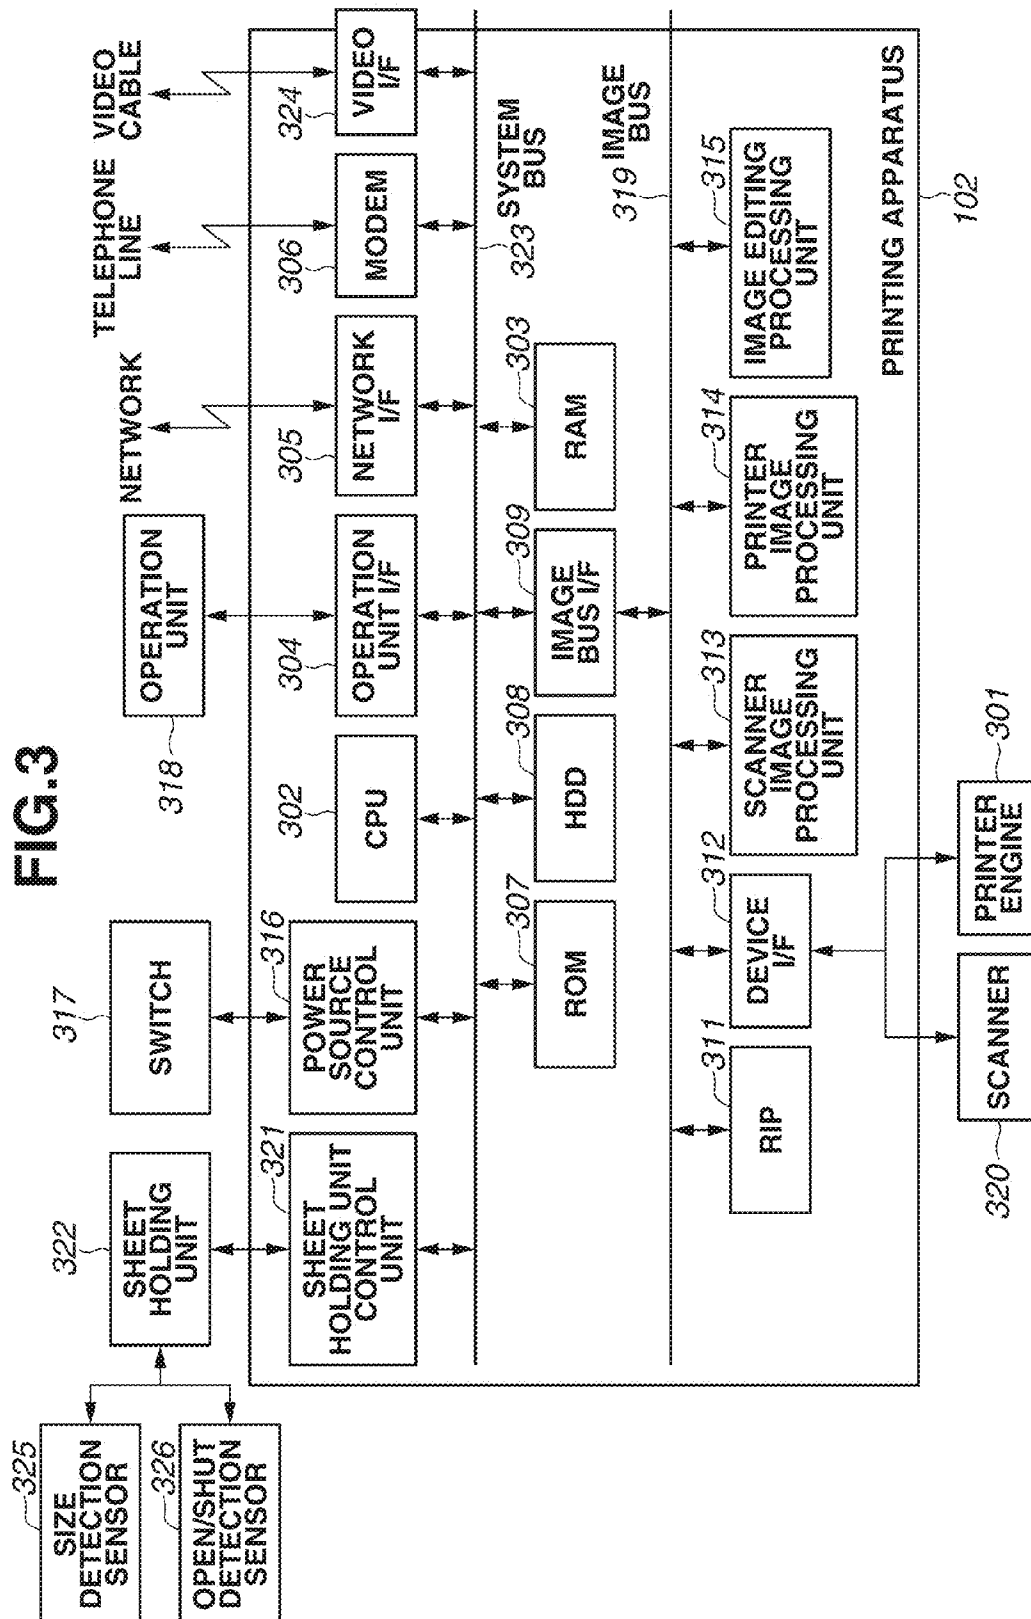 FIG.3
325
SIZE
DETECTION
SENSOR
326
OPEN/SHUT
DETECTION
SENSOR
322
SHEET
HOLDING
UNIT
317
SWITCH
318
OPERATION
UNIT
NETWORK
TELEPHONE
LINE
VIDEO
CABLE
321
SHEET
HOLDING UNIT
CONTROL
UNIT
316
POWER
SOURCE
CONTROL
UNIT
302
CPU
304
OPERATION
UNIT I/F
305
NETWORK
I/F
306
MODEM
324
VIDEO
I/F
323
SYSTEM
BUS
307
ROM
308
HDD
309
IMAGE
BUS I/F
303
RAM
319
IMAGE
BUS
311
RIP
312
DEVICE
I/F
313
SCANNER
IMAGE
PROCESSING
UNIT
314
PRINTER
IMAGE
PROCESSING
UNIT
315
IMAGE EDITING
PROCESSING
UNIT
PRINTING APPARATUS
102
320
SCANNER
301
PRINTER
ENGINE